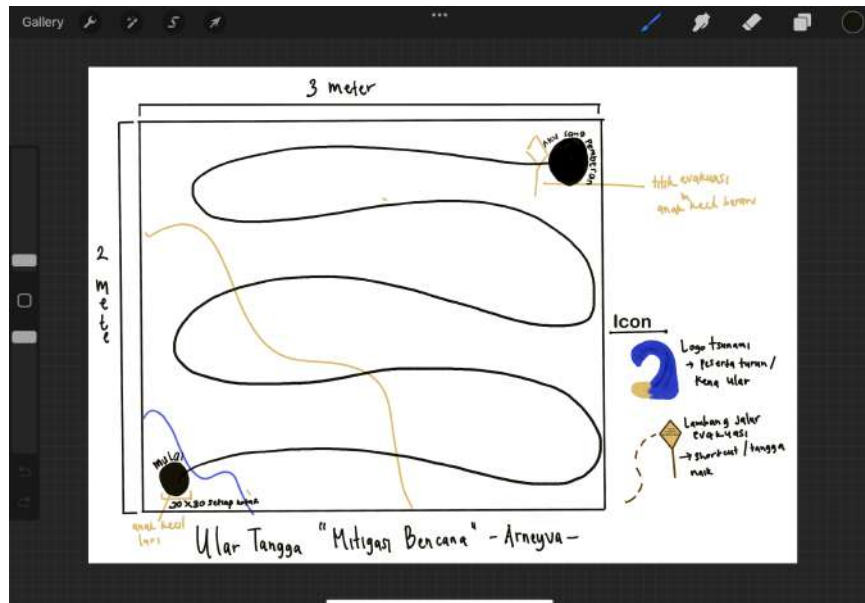 Gallery
3 meter
AKU sang pemberani
titik evakuasi
anak kecil berani
2 mete
Icon
Logo tsunami
→ peserta turun /
kena ular
Lambang jalur
evakuasi
→ shortcut / tangga
naik
mulai
30 x 30 setiap kotak
anak kecil
lari
Ular Tangga "Mitigasi Bencana" - Arneyva -